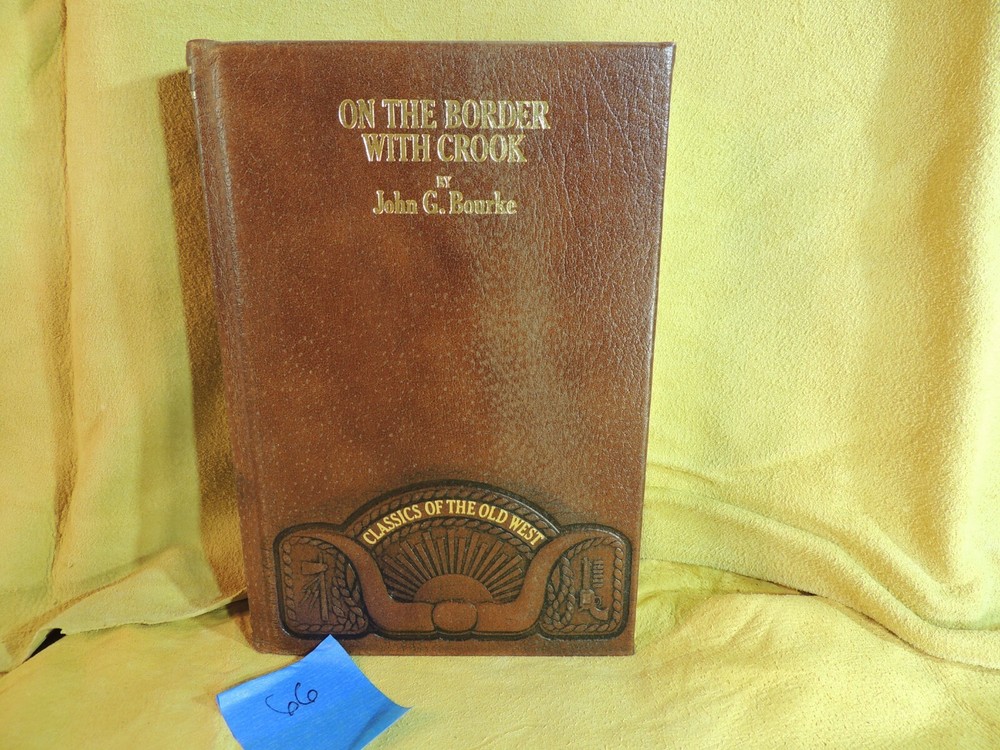 ON THE BORDER
WITH CROOK
BY
John G. Bourke
CLASSICS OF THE OLD WEST
66